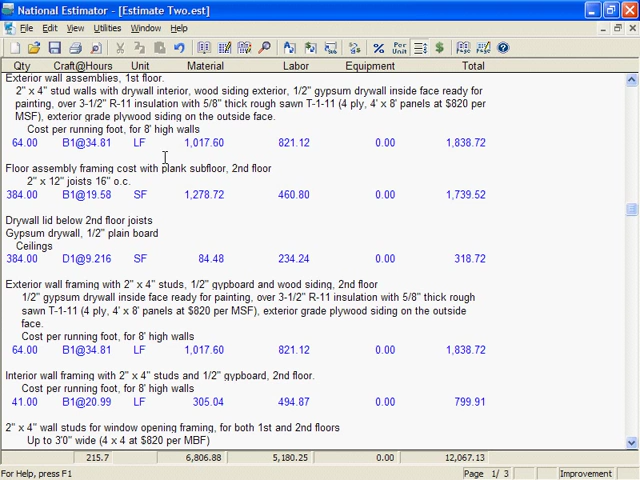 National Estimator - [Estimate Two.est]
File Edit View Utilities Window Help
% Per Unit $
Qty Craft@Hours Unit Material Labor Equipment Total
Exterior wall assemblies, 1st floor.
2" x 4" stud walls with drywall interior, wood siding exterior, 1/2" gypsum drywall inside face ready for
painting, over 3-1/2" R-11 insulation with 5/8" thick rough sawn T-1-11 (4 ply, 4' x 8' panels at $820 per
MSF), exterior grade plywood siding on the outside face.
Cost per running foot, for 8' high walls
64.00 B1@34.81 LF 1,017.60 821.12 0.00 1,838.72
Floor assembly framing cost with plank subfloor, 2nd floor
2" x 12" joists 16" o.c.
384.00 B1@19.58 SF 1,278.72 460.80 0.00 1,739.52
Drywall lid below 2nd floor joists
Gypsum drywall, 1/2" plain board
Ceilings
384.00 D1@9.216 SF 84.48 234.24 0.00 318.72
Exterior wall framing with 2" x 4" studs, 1/2" gypboard and wood siding, 2nd floor
1/2" gypsum drywall inside face ready for painting, over 3-1/2" R-11 insulation with 5/8" thick rough
sawn T-1-11 (4 ply, 4' x 8' panels at $820 per MSF), exterior grade plywood siding on the outside
face.
Cost per running foot, for 8' high walls
64.00 B1@34.81 LF 1,017.60 821.12 0.00 1,838.72
Interior wall framing with 2" x 4" studs and 1/2" gypboard, 2nd floor.
Cost per running foot, for 8' high walls
41.00 B1@20.99 LF 305.04 494.87 0.00 799.91
2" x 4" wall studs for window opening framing, for both 1st and 2nd floors
Up to 3'0" wide (4 x 4 at $820 per MBF)
215.7 6,806.88 5,180.25 0.00 12,067.13
For Help, press F1 Page 1/ 3 Improvement